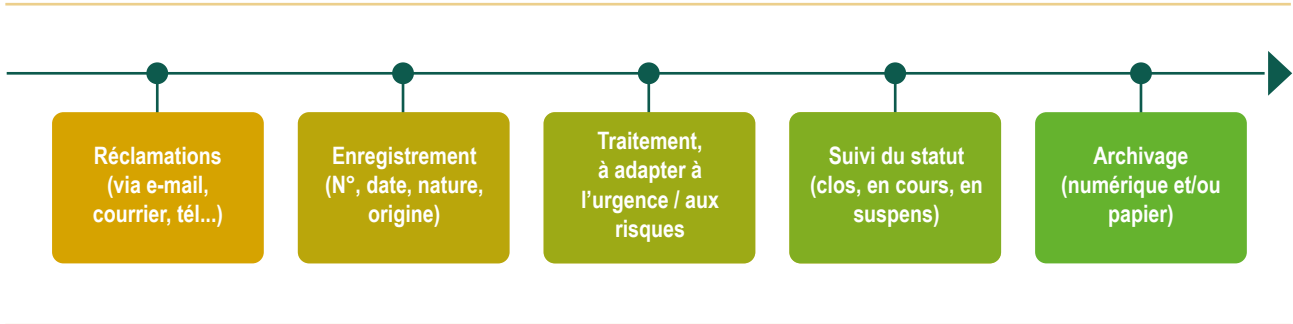 Réclamations
(via e-mail,
courrier, tél...)
Enregistrement
(N°, date, nature,
origine)
Traitement,
à adapter à
l’urgence / aux
risques
Suivi du statut
(clos, en cours, en
suspens)
Archivage
(numérique et/ou
papier)